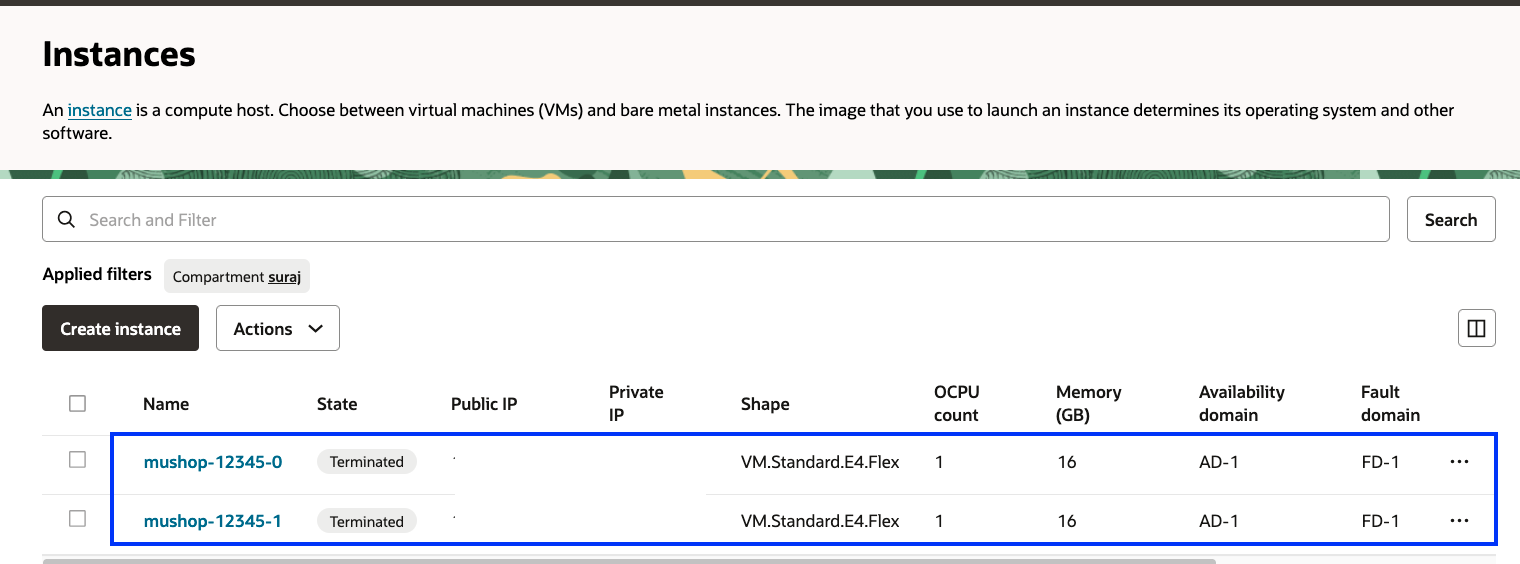 Instances
An instance is a compute host. Choose between virtual machines (VMs) and bare metal instances. The image that you use to launch an instance determines its operating system and other
software.
Search and Filter
Search
Applied filters
Compartment suraj
Create instance
Actions
Name State Public IP Private IP Shape OCPU count Memory (GB) Availability domain Fault domain
mushop-12345-0 Terminated VM.Standard.E4.Flex 1 16 AD-1 FD-1
mushop-12345-1 Terminated VM.Standard.E4.Flex 1 16 AD-1 FD-1